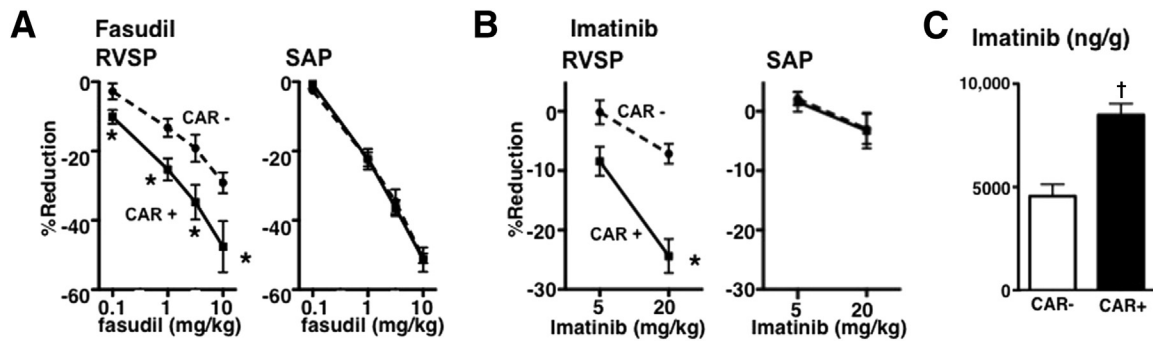 A
Fasudil
RVSP
SAP
%Reduction
0
-20
-40
-60
CAR -
CAR +
*
*
*
*
0.1 1 10
fasudil (mg/kg)
0
-20
-40
-60
0.1 1 10
fasudil (mg/kg)
B
Imatinib
RVSP
SAP
%Reduction
0
-10
-20
-30
CAR -
CAR +
*
5 20
Imatinib (mg/kg)
0
-10
-20
-30
5 20
Imatinib (mg/kg)
C
Imatinib (ng/g)
10,000
5000
0
†
CAR- CAR+